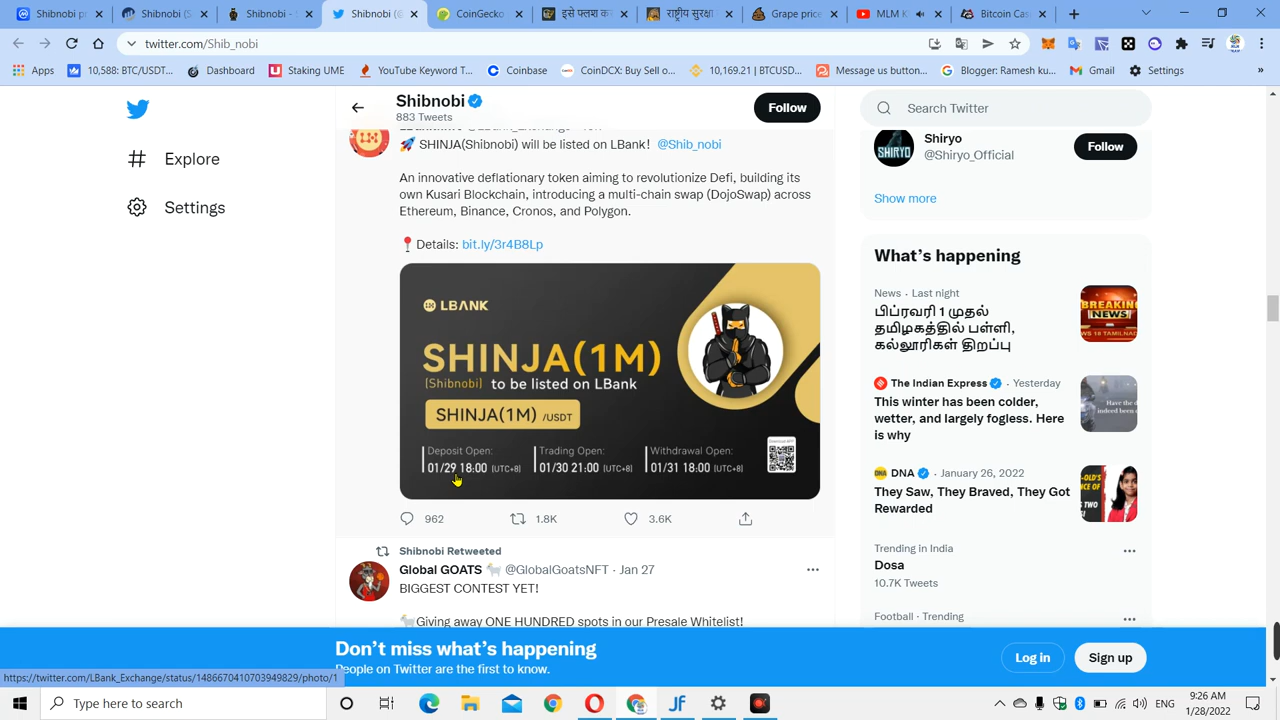 Shibnobi (@
इसे फ्लाश क
राष्ट्रीय सुरक्ष
Gate price
MLM at its
Bitcoin Cas
twitter.com/Shib_nobi
Apps
10,588: BTC/USDT...
Dashboard
Staking UME
YouTube Keyword T...
Coinbase
CoinDCX: Buy Sell o...
10,169.21 | BTCUSD...
Message us button...
Blogger: Ramesh ku...
Gmail
Settings
»
Shibnobi
883 Tweets
Follow
Search Twitter
Explore
Settings
🚀 SHINJA(Shibnobi) will be listed on LBank! @Shib_nobi
An innovative deflationary token aiming to revolutionize Defi, building its
own Kusari Blockchain, introducing a multi-chain swap (DojoSwap) across
Ethereum, Binance, Cronos, and Polygon.
📍 Details: bit.ly/3r4B8Lp
LBANK
SHINJA(1M)
(Shibnobi) to be listed on LBank
SHINJA(1M) /USDT
Deposit Open:
01/29 18:00 (UTC+8)
Trading Open:
01/30 21:00 (UTC+8)
Withdrawal Open:
01/31 18:00 (UTC+8)
962
1.8K
3.6K
Shibnobi Retweeted
Global GOATS 🐐 @GlobalGoatsNFT · Jan 27
BIGGEST CONTEST YET!
🐐Giving away ONE HUNDRED spots in our Presale Whitelist!
SHIRYO
Shiryo
@Shiryo_Official
Follow
Show more
What's happening
News · Last night
பிப்ரவரி 1 முதல்
தமிழகத்தில் பள்ளி,
கல்லூரிகள் திறப்பு
BREAKING
NEWS
The Indian Express · Yesterday
This winter has been colder,
wetter, and largely fogless. Here
is why
DNA · January 26, 2022
They Saw, They Braved, They Got
Rewarded
Trending in India
Dosa
10.7K Tweets
Football · Trending
Don't miss what's happening
People on Twitter are the first to know.
Log in
Sign up
https://twitter.com/LBank_Exchange/status/1486670410703949829/photo/1
Type here to search
ENG
9:26 AM
1/28/2022